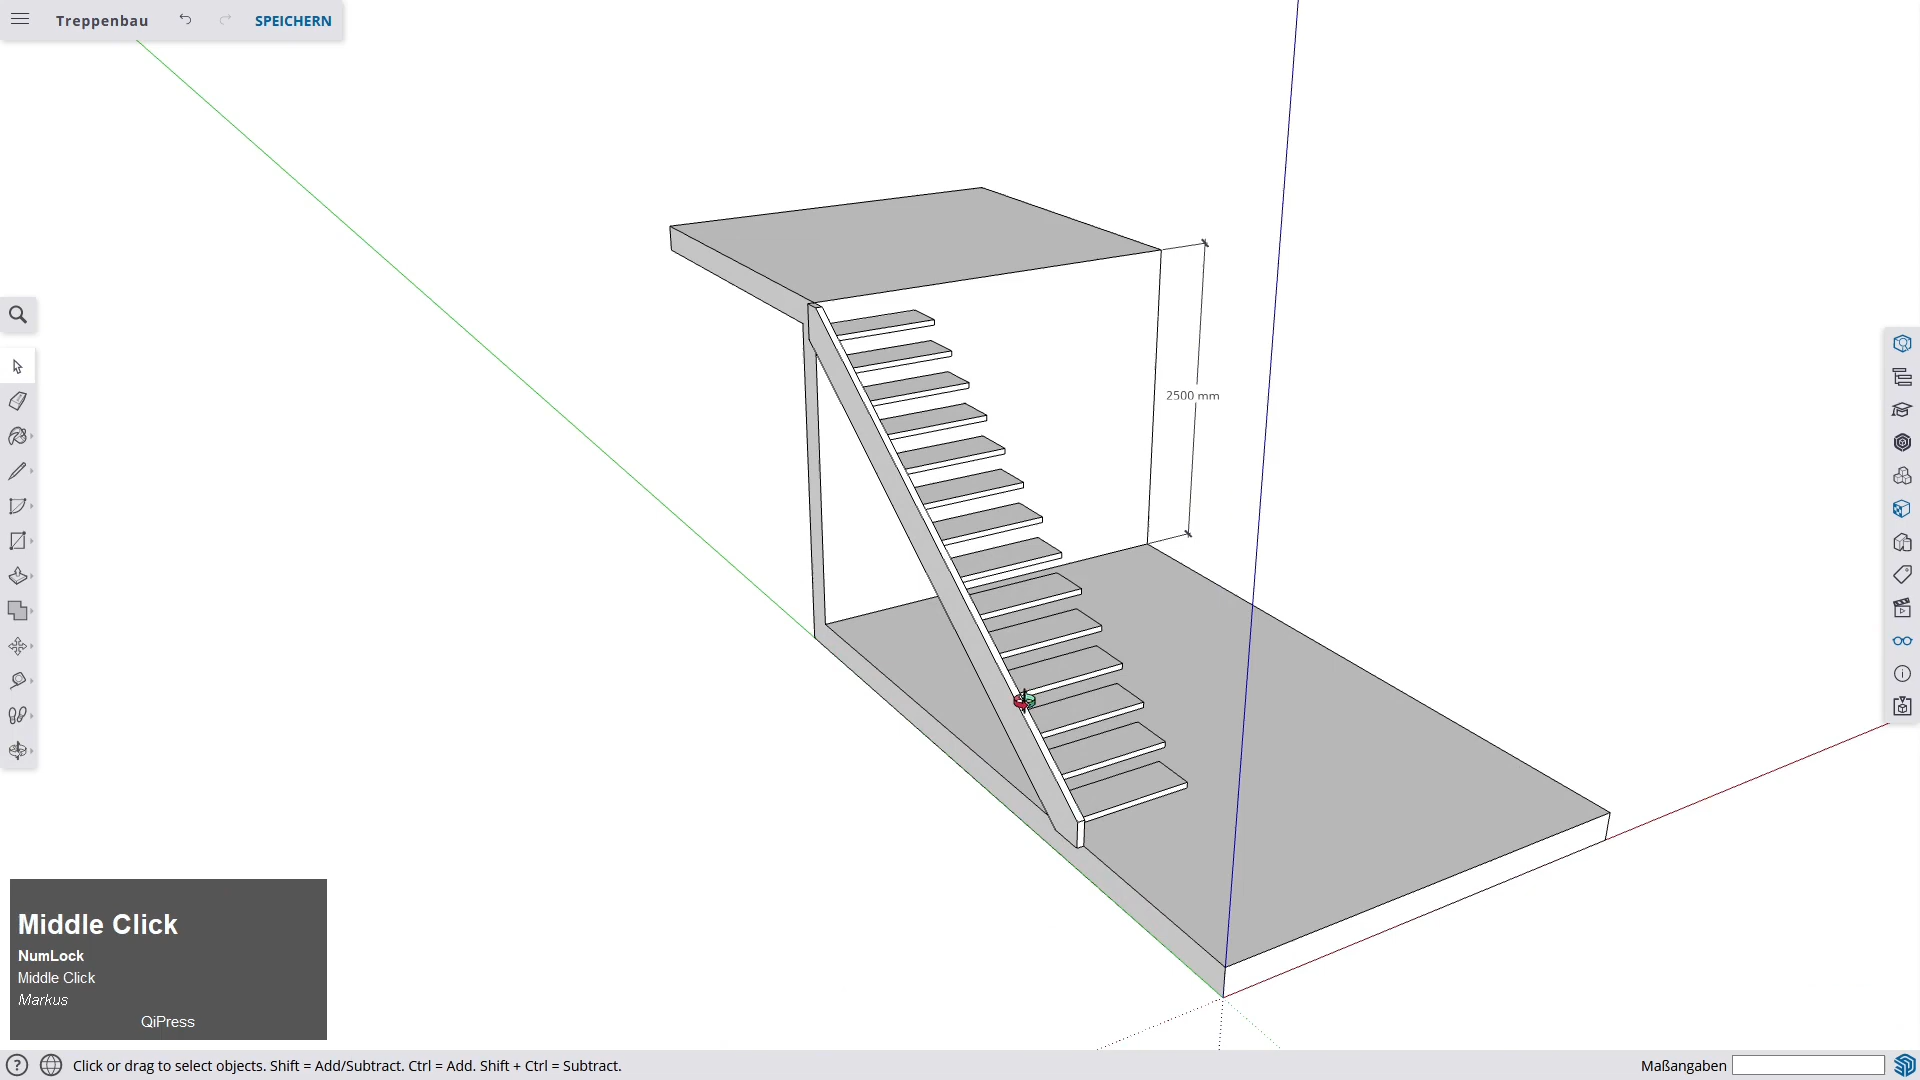 Treppenbau
SPEICHERN
2500 mm
Middle Click
NumLock
Middle Click
Markus
QiPress
Click or drag to select objects. Shift = Add/Subtract. Ctrl = Add. Shift + Ctrl = Subtract.
Maßangaben